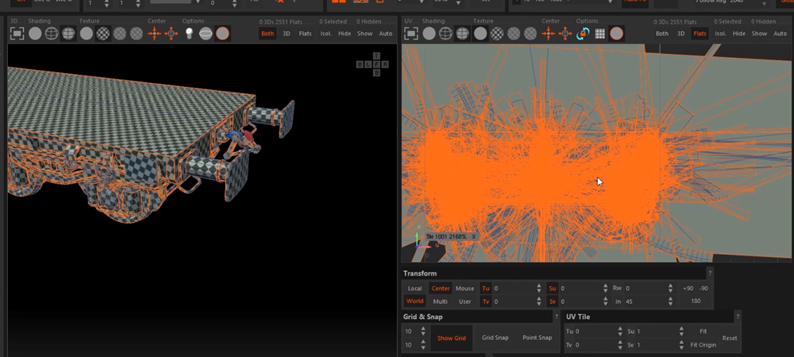 3D.
Shading
Texture
Center
Options
0 3Ds 2551 Flats
0 Selected
0 Hidden
Both
3D
Flats
Isol.
Hide
Show
Auto
T
B L F R
UV.
Shading
Texture
Center
Options
0 3Ds 2551 Flats
0 Selected
0 Hidden
Both
3D
Flats
Isol.
Hide
Show
Auto
Transform ?
Local
Center
Mouse
Tu 0
Su 0
Rw 0
+90 -90
World
Multi
User
Tv 0
Sv 0
In 45
180
Grid & Snap ?
10
10
Show Grid
Grid Snap
Point Snap
UV Tile ?
Tu 0
Su 1
Fit
Reset
Tv 0
Sv 1
Fit Origin